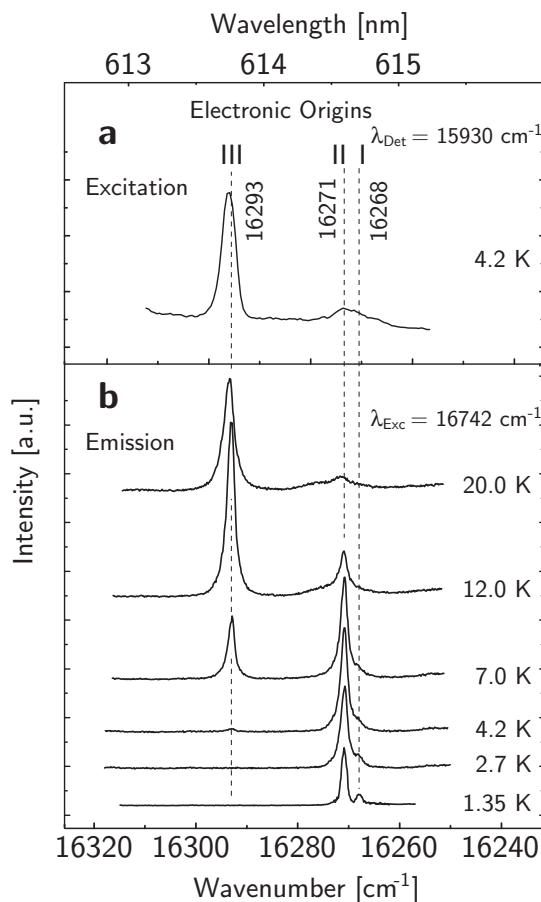 Wavelength [nm]
613 614 615
Electronic Origins
a λDet = 15930 cm-1
III II I
Excitation 16293 16271 16268
4.2 K
b λExc = 16742 cm-1
Emission
20.0 K
12.0 K
7.0 K
4.2 K
2.7 K
1.35 K
Intensity [a.u.]
16320 16300 16280 16260 16240
Wavenumber [cm-1]